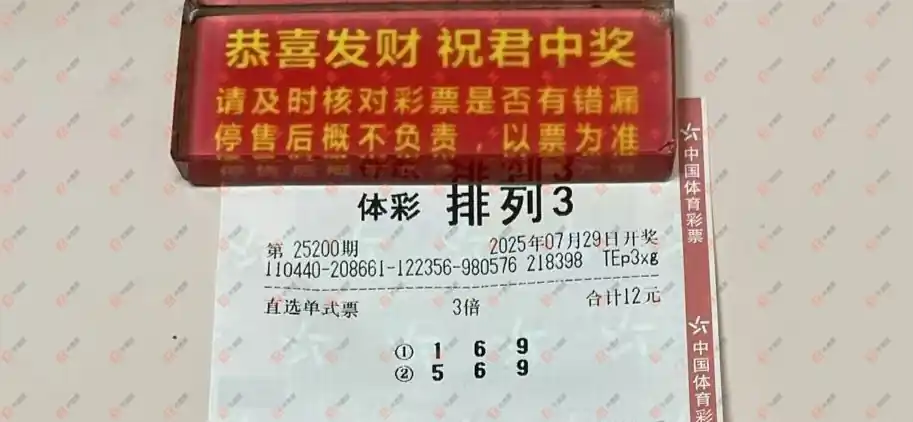 恭喜发财 祝君中奖
请及时核对彩票是否有错漏
停售后概不负责，以票为准
体彩 排列3
第 25200期 2025年07月29日开奖
110440-208661-122356-980576 218398 TEp3xg
直选单式票 3倍 合计12元
① 1 6 9
② 5 6 9
中国体育彩票
中国体育彩